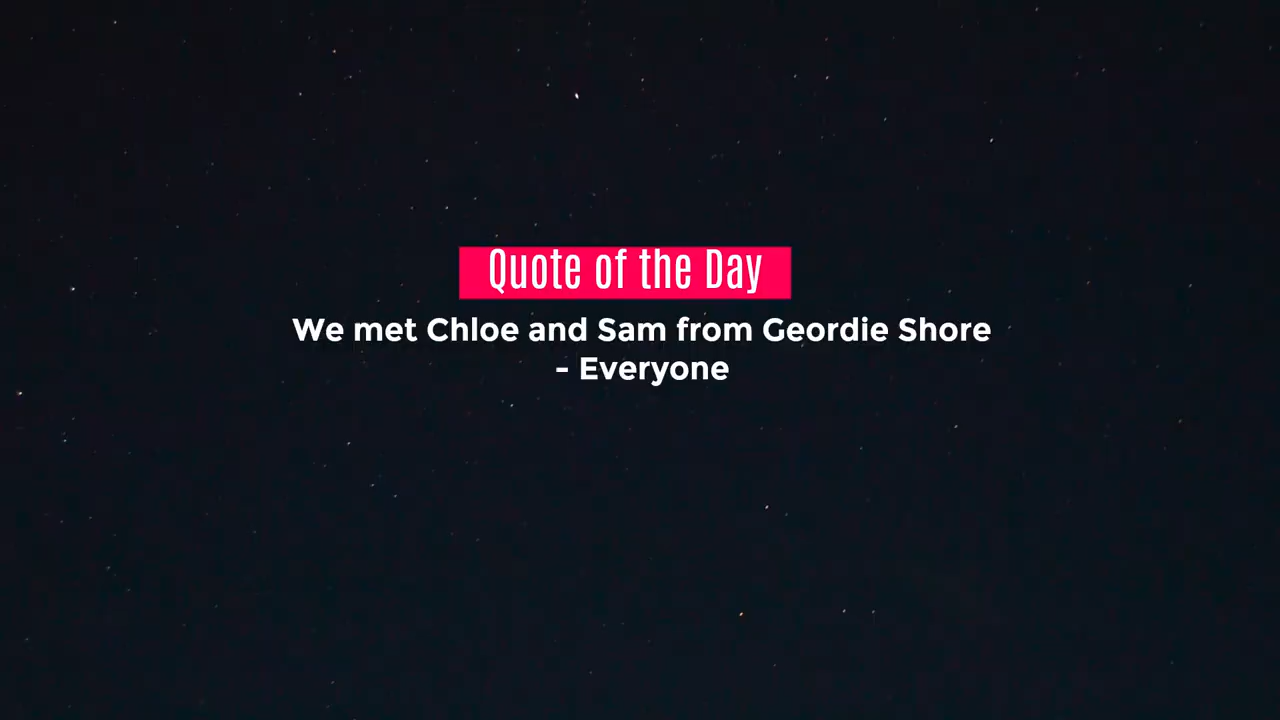 Quote of the Day
We met Chloe and Sam from Geordie Shore
- Everyone